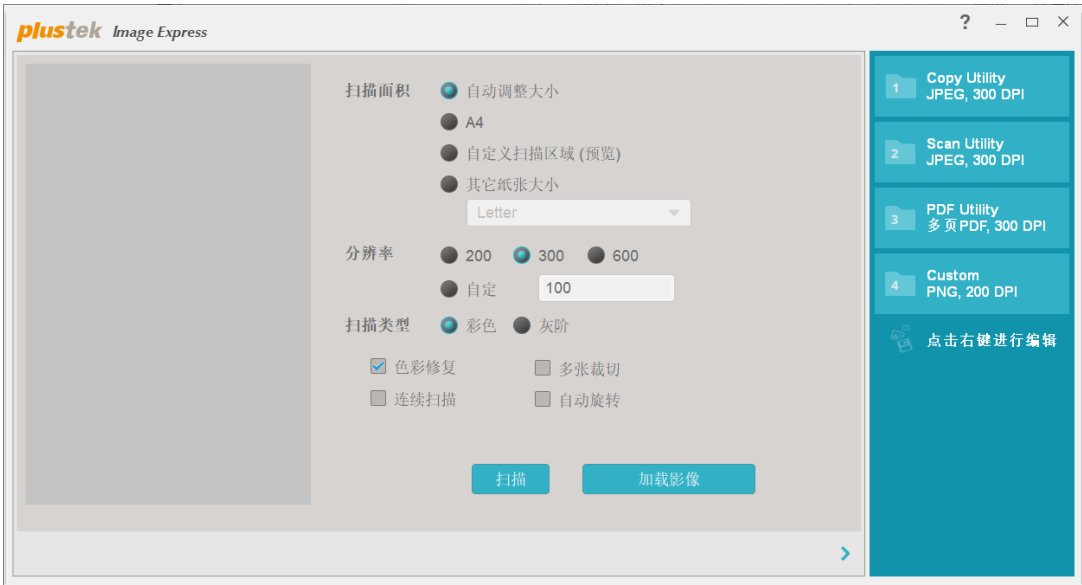 plustek Image Express
?
扫描面积
自动调整大小
A4
自定义扫描区域 (预览)
其它纸张大小
Letter
分辨率
200 300 600
自定 100
扫描类型
彩色 灰阶
色彩修复 多张裁切
连续扫描 自动旋转
扫描 加载影像
1
Copy Utility
JPEG, 300 DPI
2
Scan Utility
JPEG, 300 DPI
3
PDF Utility
多页PDF, 300 DPI
4
Custom
PNG, 200 DPI
点击右键进行编辑